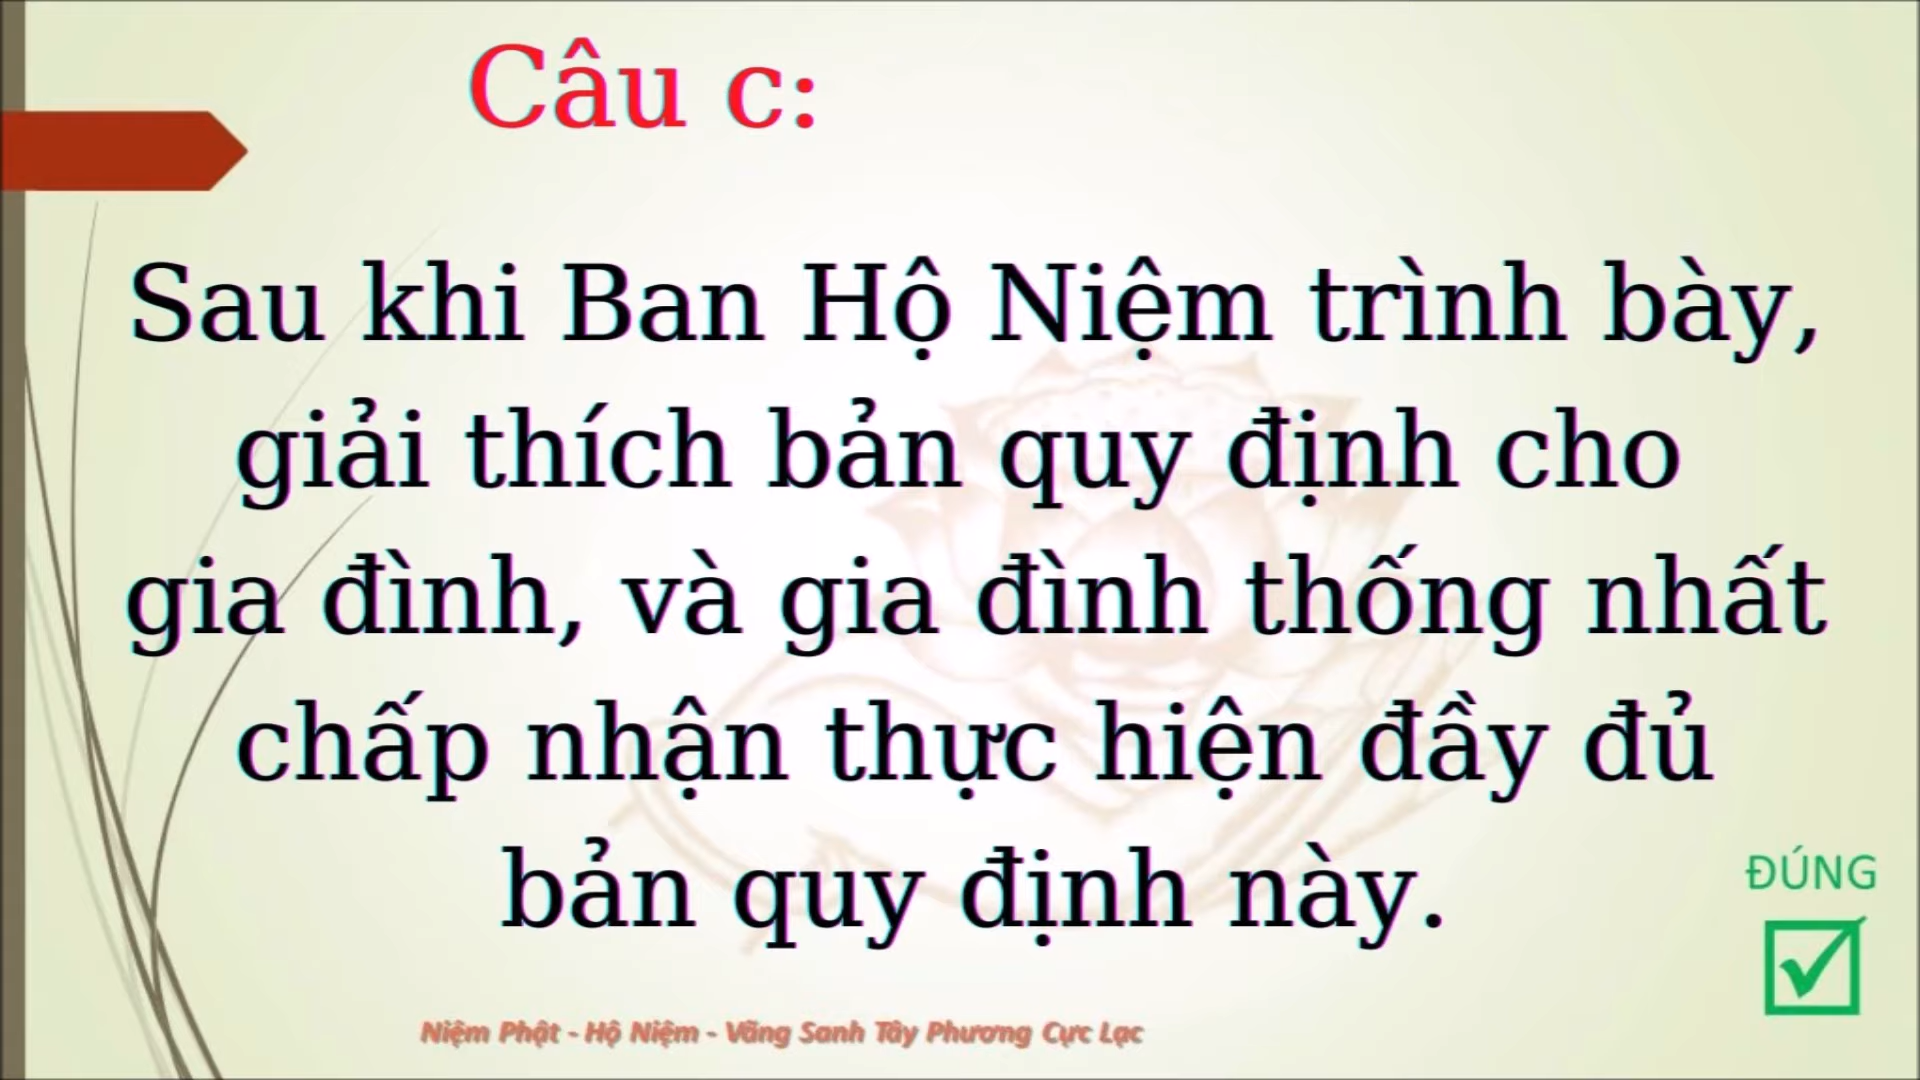 Câu c:
Sau khi Ban Hộ Niệm trình bày,
giải thích bản quy định cho
gia đình, và gia đình thống nhất
chấp nhận thực hiện đầy đủ
bản quy định này.
ĐÚNG
Niệm Phật - Hộ Niệm - Vãng Sanh Tây Phương Cực Lạc